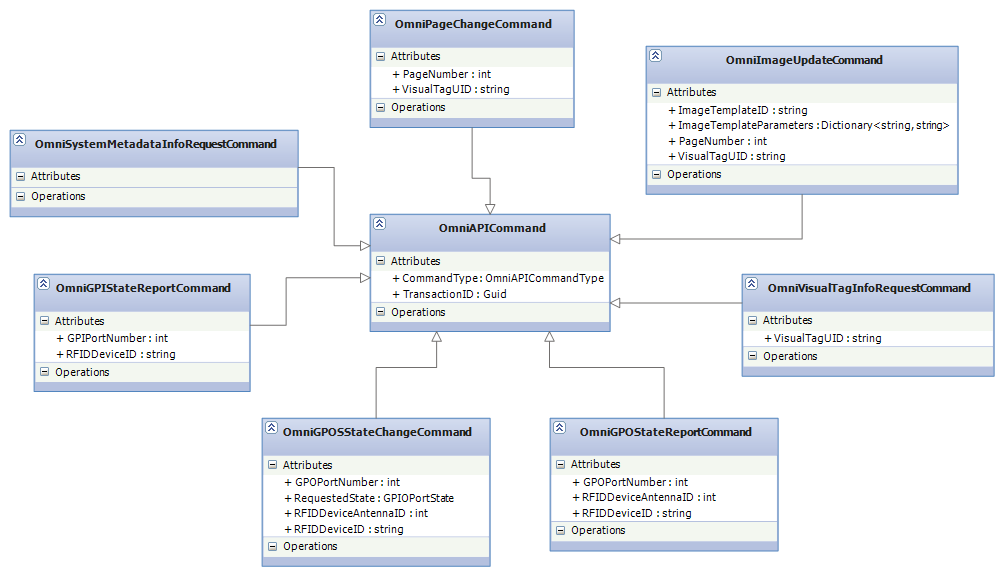 OmniPageChangeCommand
Attributes
+ PageNumber : int
+ VisualTagUID : string
Operations
OmniImageUpdateCommand
Attributes
+ ImageTemplateID : string
+ ImageTemplateParameters : Dictionary<string, string>
+ PageNumber : int
+ VisualTagUID : string
Operations
OmniSystemMetadataInfoRequestCommand
Attributes
Operations
OmniAPICommand
Attributes
+ CommandType : OmniAPICommandType
+ TransactionID : Guid
Operations
OmniGPIStateReportCommand
Attributes
+ GPIPortNumber : int
+ RFIDDeviceID : string
Operations
OmniVisualTagInfoRequestCommand
Attributes
+ VisualTagUID : string
Operations
OmniGPOSStateChangeCommand
Attributes
+ GPOPortNumber : int
+ RequestedState : GPIOPortState
+ RFIDDeviceAntennaID : int
+ RFIDDeviceID : string
Operations
OmniGPOStateReportCommand
Attributes
+ GPOPortNumber : int
+ RFIDDeviceAntennaID : int
+ RFIDDeviceID : string
Operations